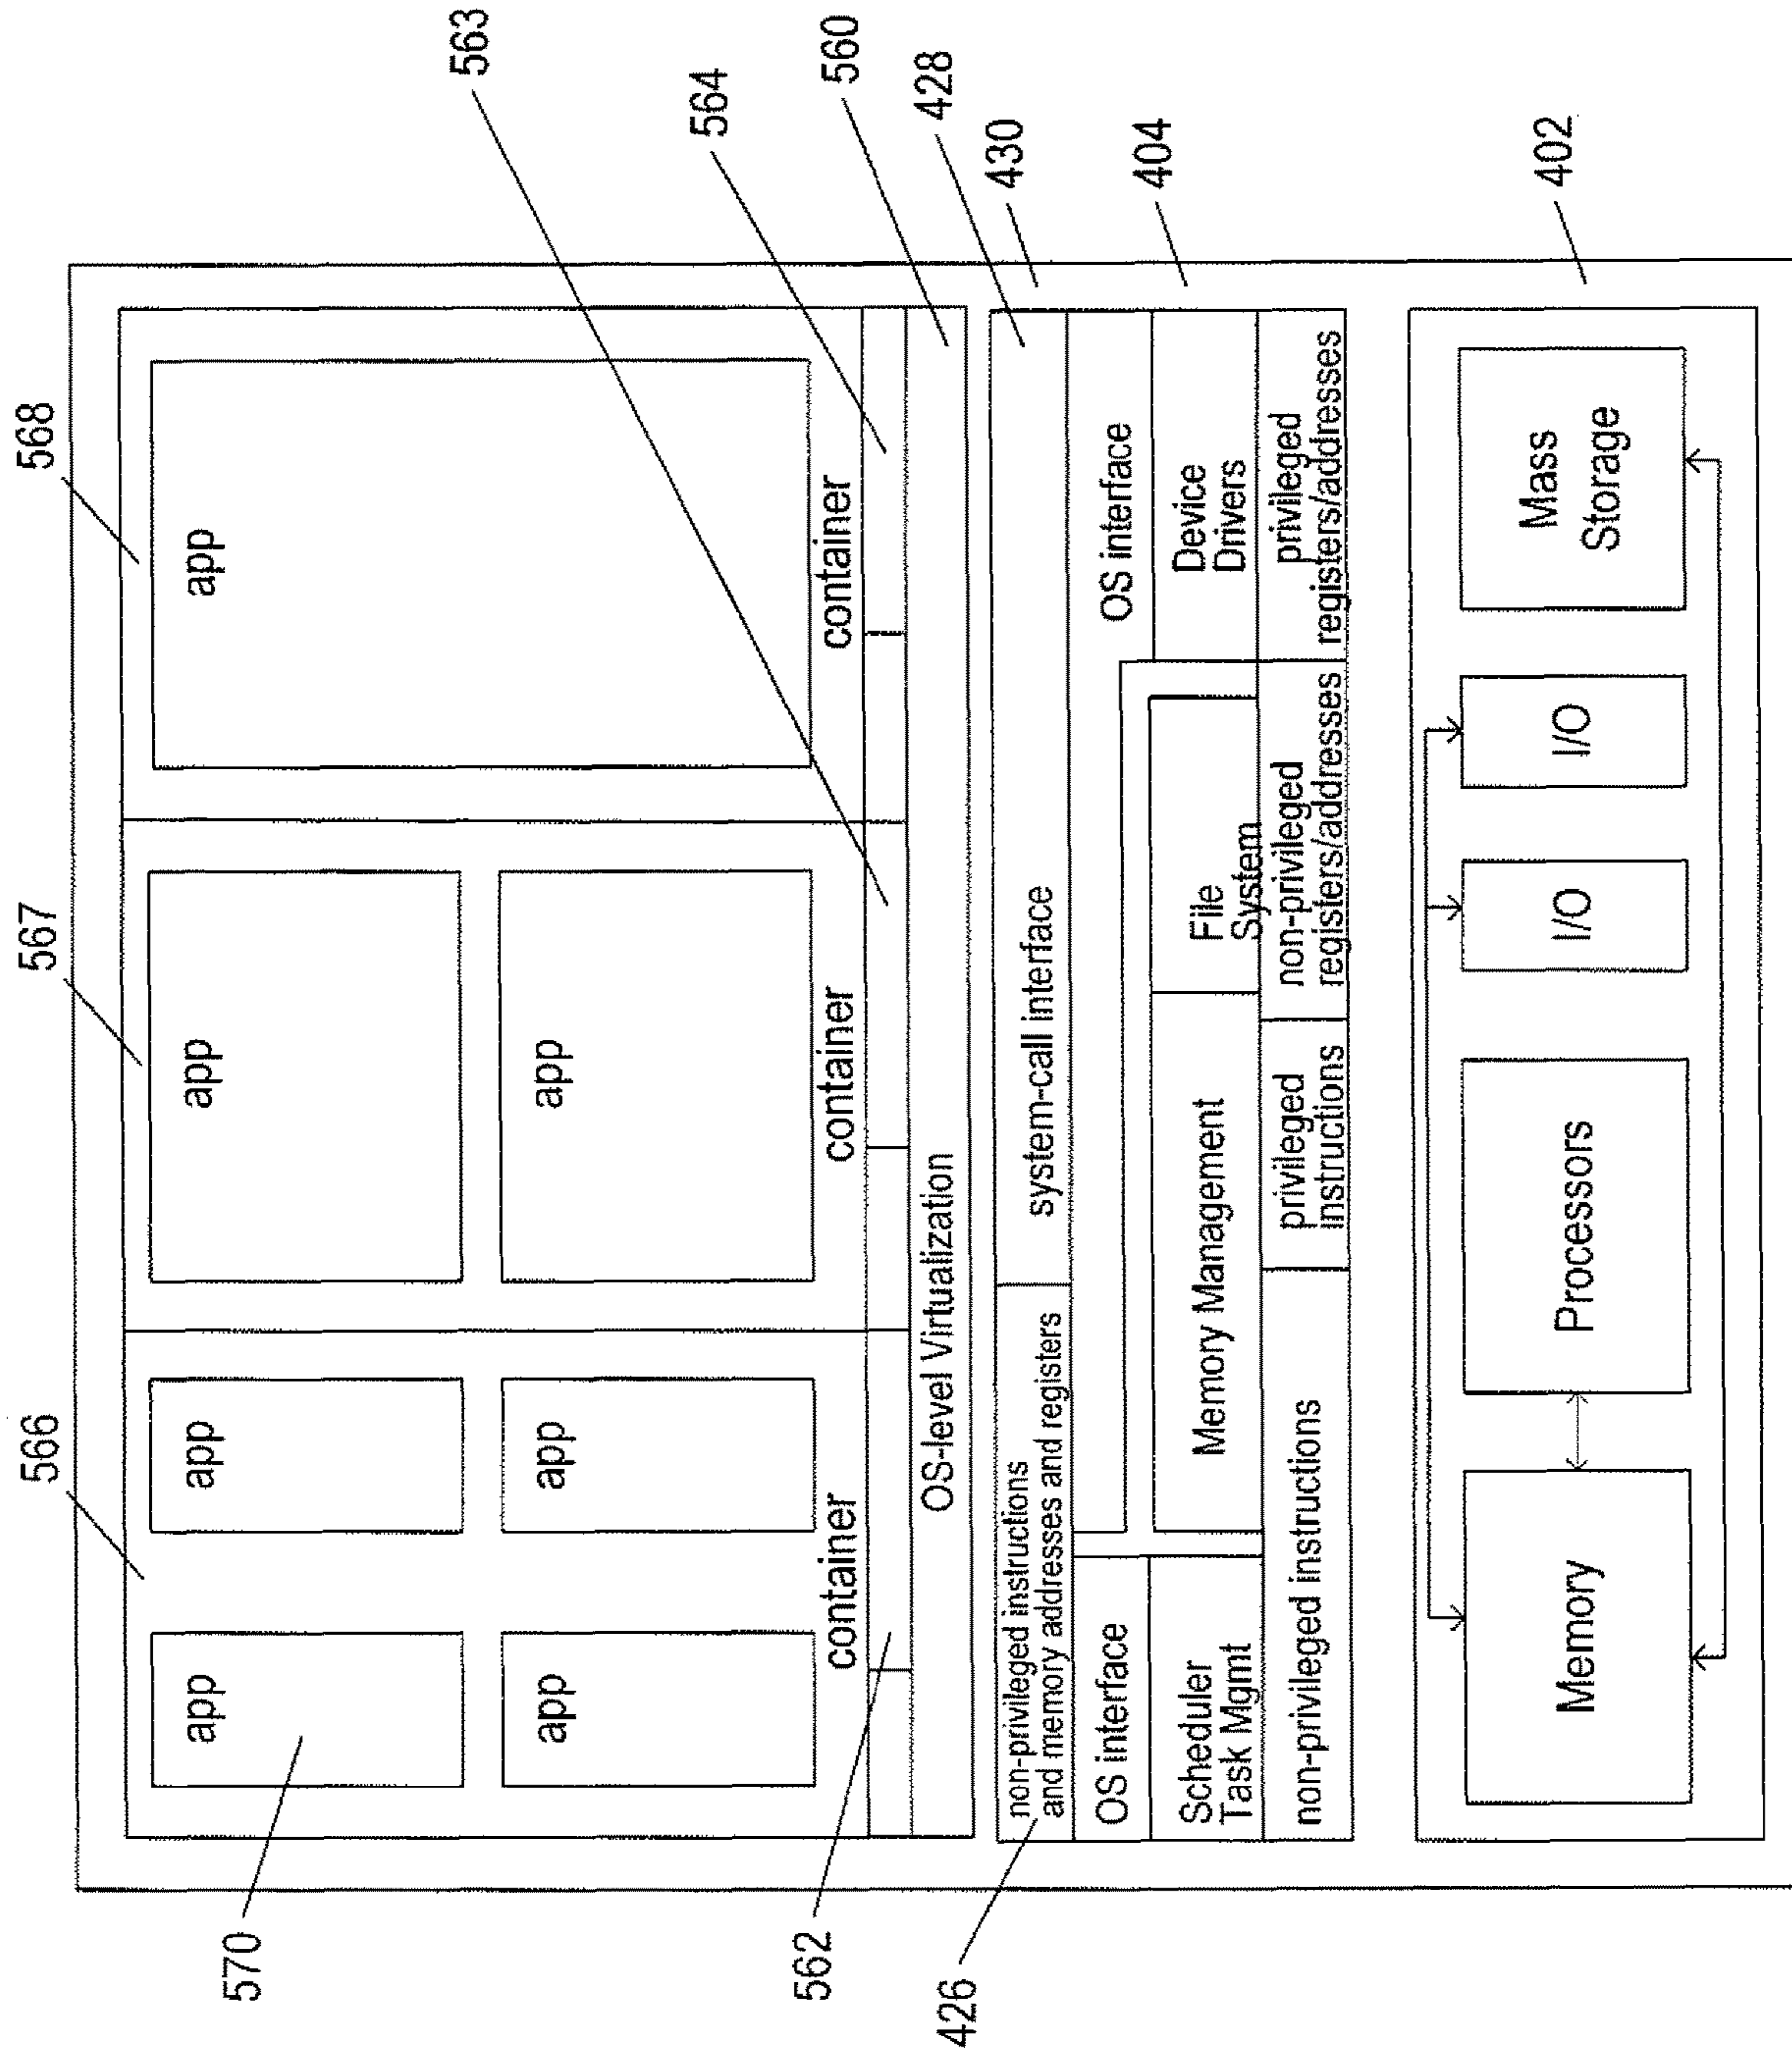 566
567
568
563
564
560
428
430
404
402
570
562
426
app
app
app
app
app
app
app
container
container
container
OS-level Virtualization
non-privileged instructions
and memory addresses and registers
system-call interface
OS interface
OS interface
Scheduler
Task Mgmt
Memory Management
File
System
Device
Drivers
non-privileged instructions
privileged
instructions
non-privileged
registers/addresses
privileged
registers/addresses
Memory
Processors
I/O
I/O
Mass
Storage